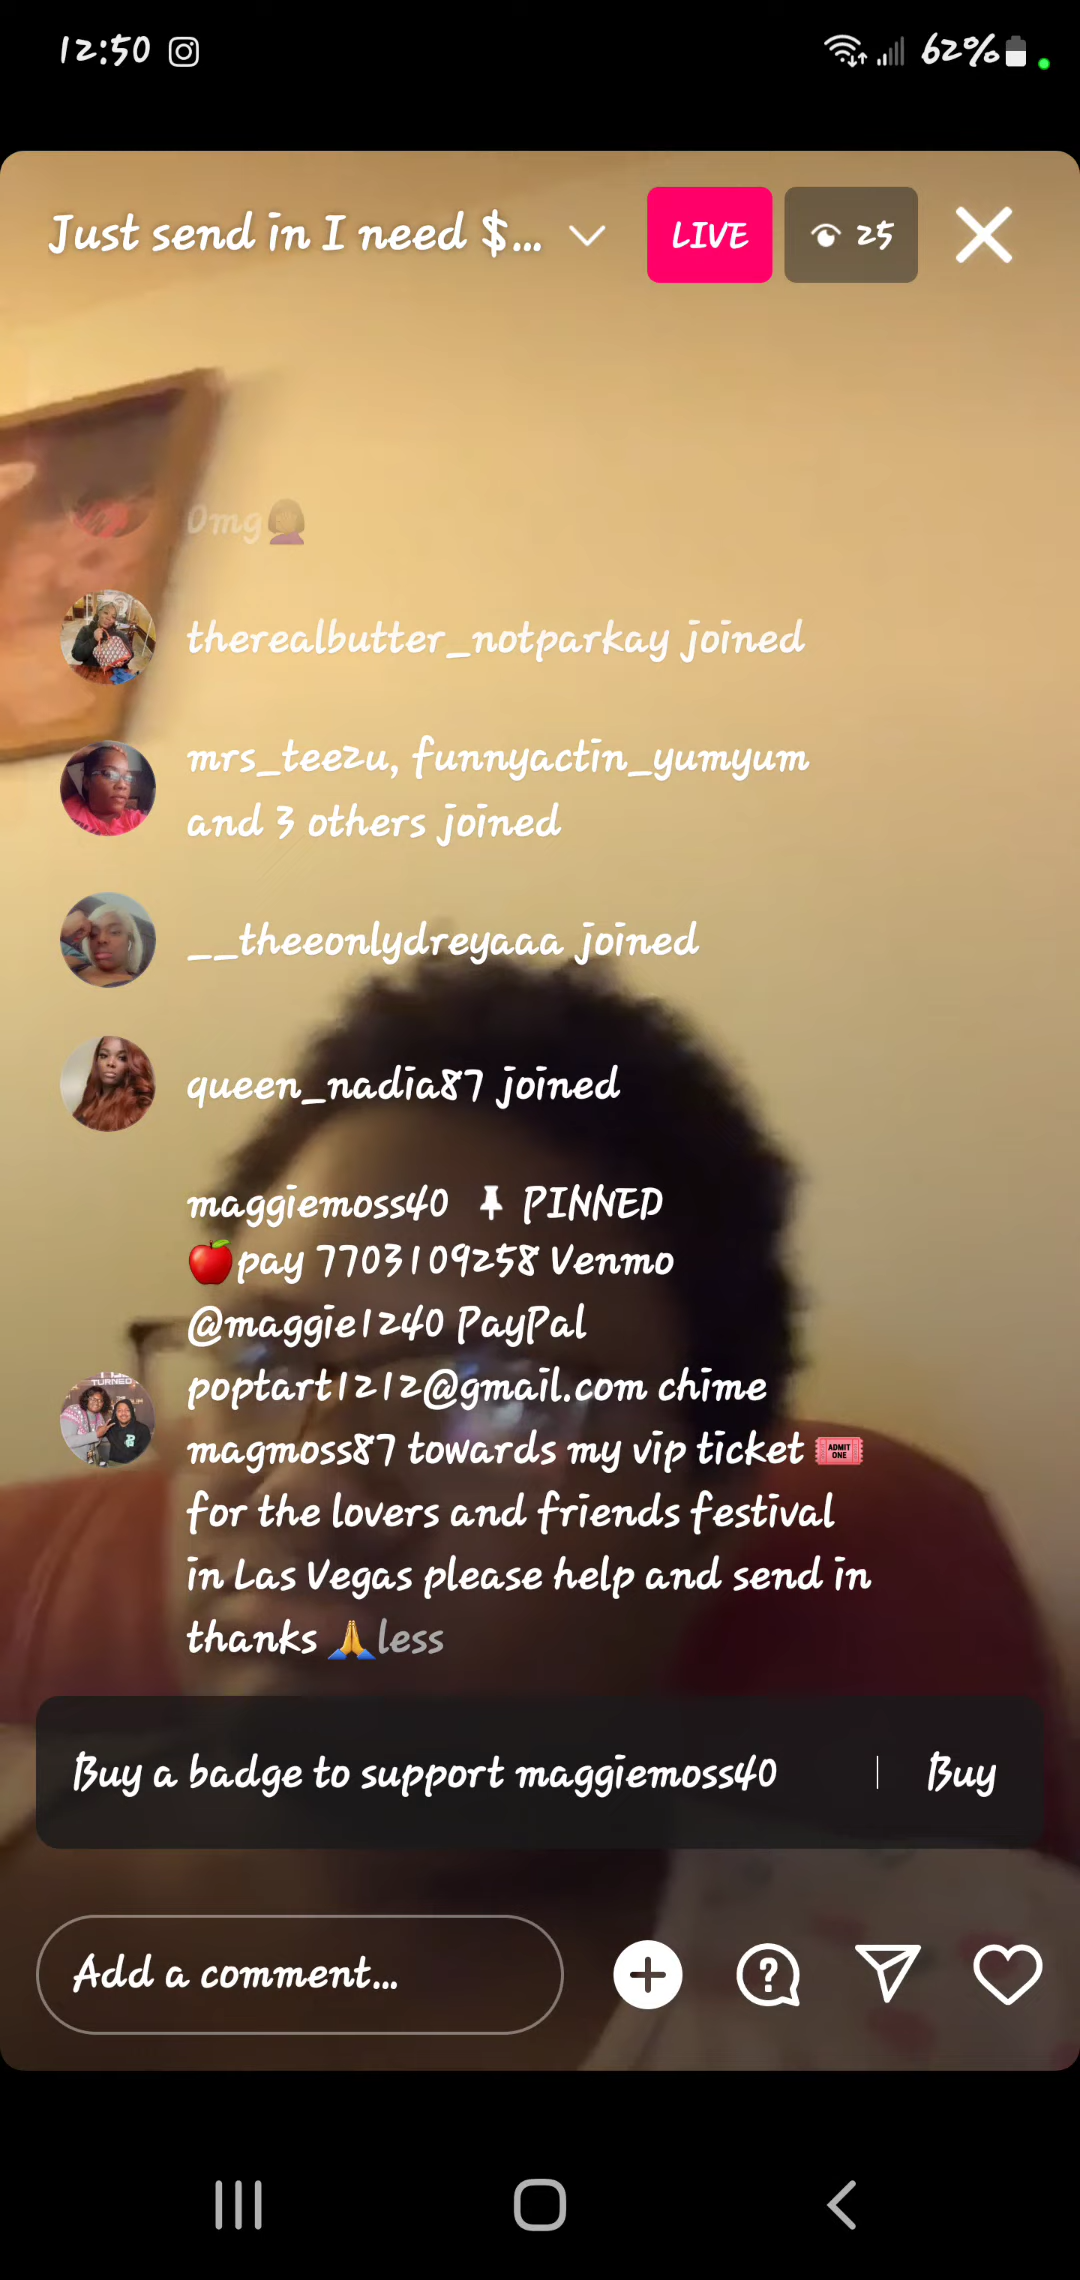 12:50
62%
Just send in I need $...
LIVE
25
Omg🤦🏾‍♀️
therealbutter_notparkay joined
mrs_teezu, funnyactin_yumyum
and 3 others joined
__theeonlydreyaaa joined
queen_nadia87 joined
maggiemoss40 📌 PINNED
🍎pay 7703109258 Venmo
@maggie1240 PayPal
poptart1212@gmail.com chime
magmoss87 towards my vip ticket 🎟️
for the lovers and friends festival
in Las Vegas please help and send in
thanks 🙏less
Buy a badge to support maggiemoss40 | Buy
Add a comment...